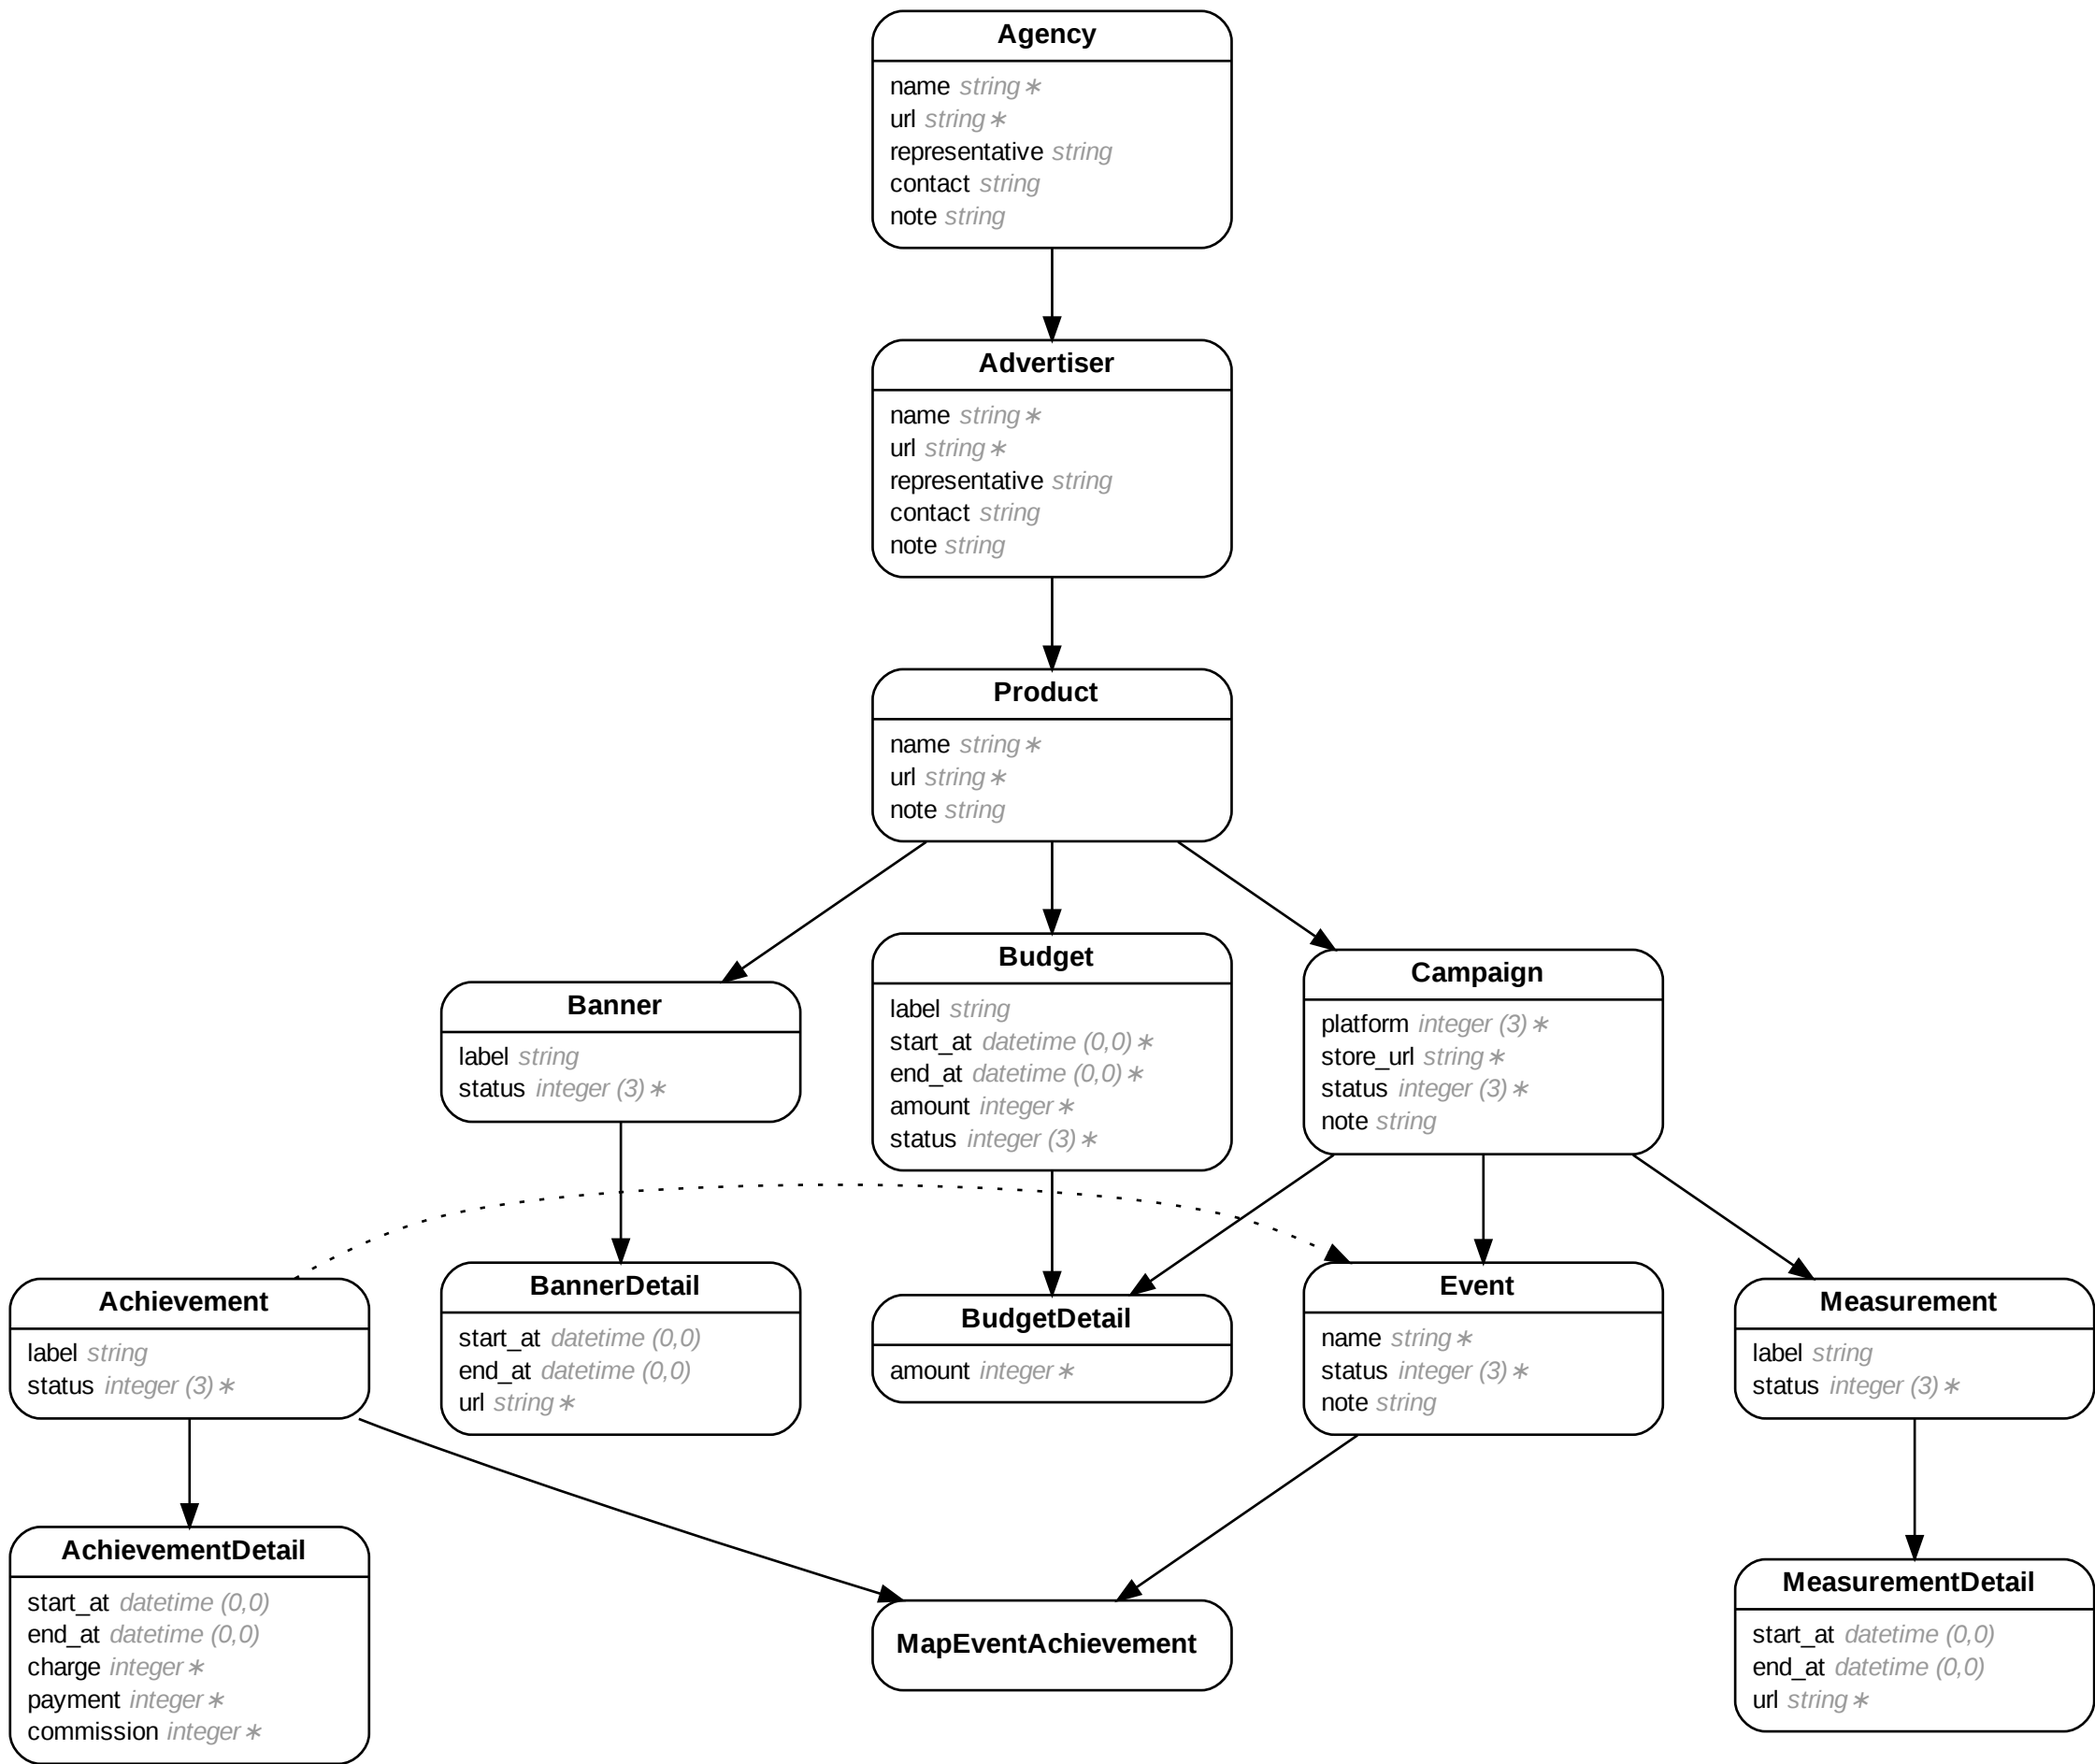 Agency
name string∗
url string∗
representative string
contact string
note string
Advertiser
name string∗
url string∗
representative string
contact string
note string
Product
name string∗
url string∗
note string
Banner
label string
status integer (3)∗
Budget
label string
start_at datetime (0,0)∗
end_at datetime (0,0)∗
amount integer∗
status integer (3)∗
Campaign
platform integer (3)∗
store_url string∗
status integer (3)∗
note string
Achievement
label string
status integer (3)∗
BannerDetail
start_at datetime (0,0)
end_at datetime (0,0)
url string∗
BudgetDetail
amount integer∗
Event
name string∗
status integer (3)∗
note string
Measurement
label string
status integer (3)∗
AchievementDetail
start_at datetime (0,0)
end_at datetime (0,0)
charge integer∗
payment integer∗
commission integer∗
MapEventAchievement
MeasurementDetail
start_at datetime (0,0)
end_at datetime (0,0)
url string∗